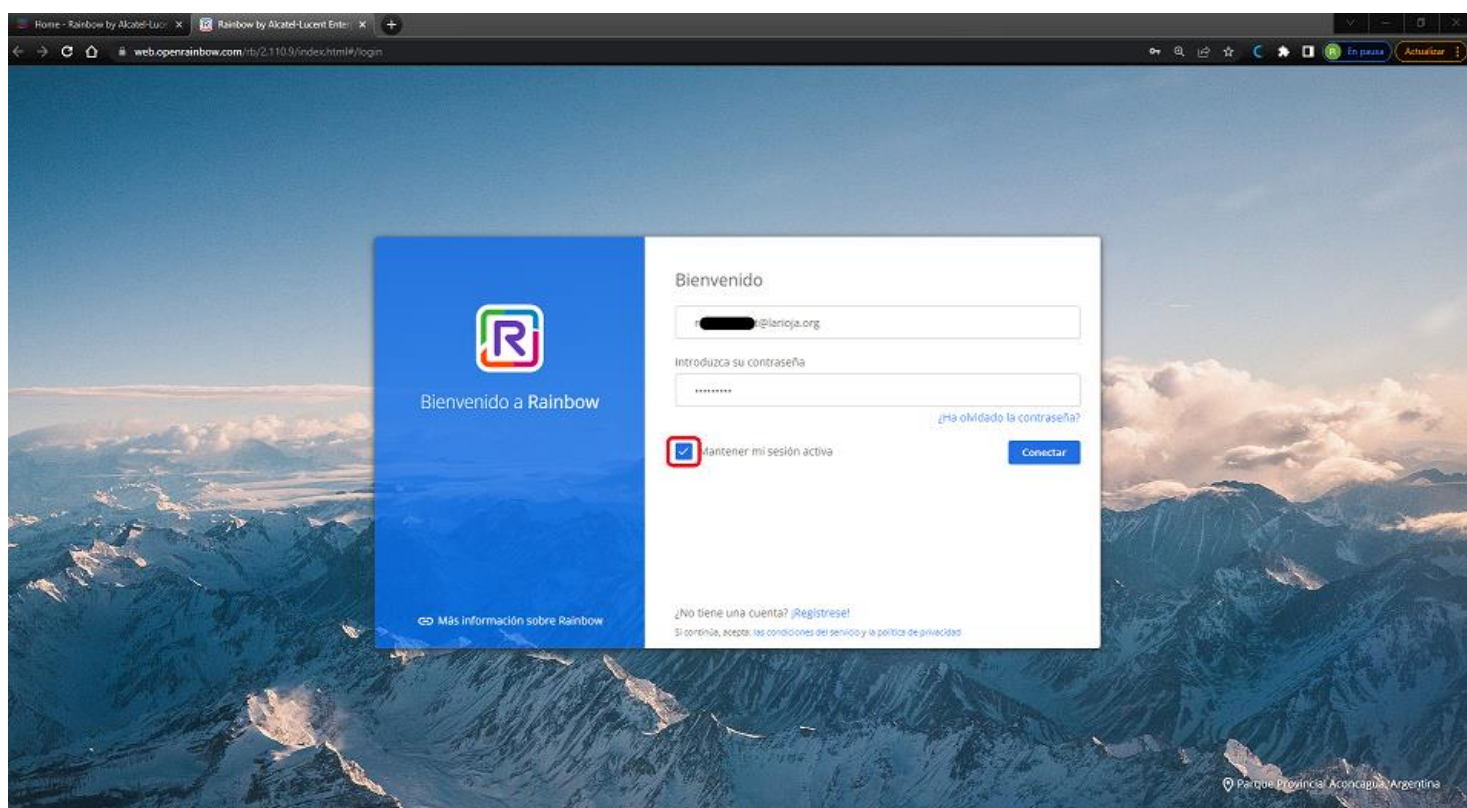 Home - Rainbow by Alcatel-Luce
Rainbow by Alcatel-Lucent Enter
web.openrainbow.com/rb/2.110.9/index.html#/login
R
En pausa
Actualizar
Bienvenido
@larioja.org
Introduzca su contraseña
R
Bienvenido a Rainbow
¿Ha olvidado la contraseña?
Mantener mi sesión activa
Conectar
Más información sobre Rainbow
¿No tiene una cuenta? ¡Regístrese!
Si continúa, acepta: las condiciones del servicio y la política de privacidad
Parque Provincial Aconcagua, Argentina